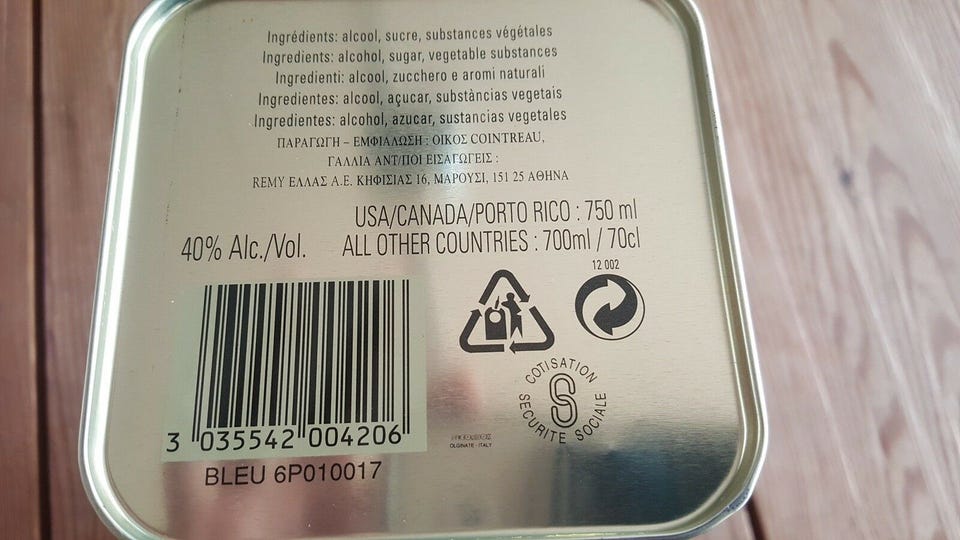 Ingrédients: alcool, sucre, substances végétales
Ingredients: alcohol, sugar, vegetable substances
Ingredienti: alcool, zucchero e aromi naturali
Ingredientes: alcool, açucar, substàncias vegetais
Ingredientes: alcohol, azucar, sustancias vegetales
ΠΑΡΑΓΩΓΗ – ΕΜΦΙΑΛΩΣΗ : ΟΙΚΟΣ COINTREAU,
ΓΑΛΛΙΑ ΑΝΤ/ΠΟΙ ΕΙΣΑΓΩΓΕΙΣ :
REMY ΕΛΛΑΣ Α.Ε. ΚΗΦΙΣΙΑΣ 16, ΜΑΡΟΥΣΙ, 151 25 ΑΘΗΝΑ
USA/CANADA/PORTO RICO : 750 ml
40% Alc./Vol. ALL OTHER COUNTRIES : 700ml / 70cl
12 002
COTISATION
SECURITE SOCIALE
3 035542 004206
OLGINATE - ITALY
BLEU 6P010017